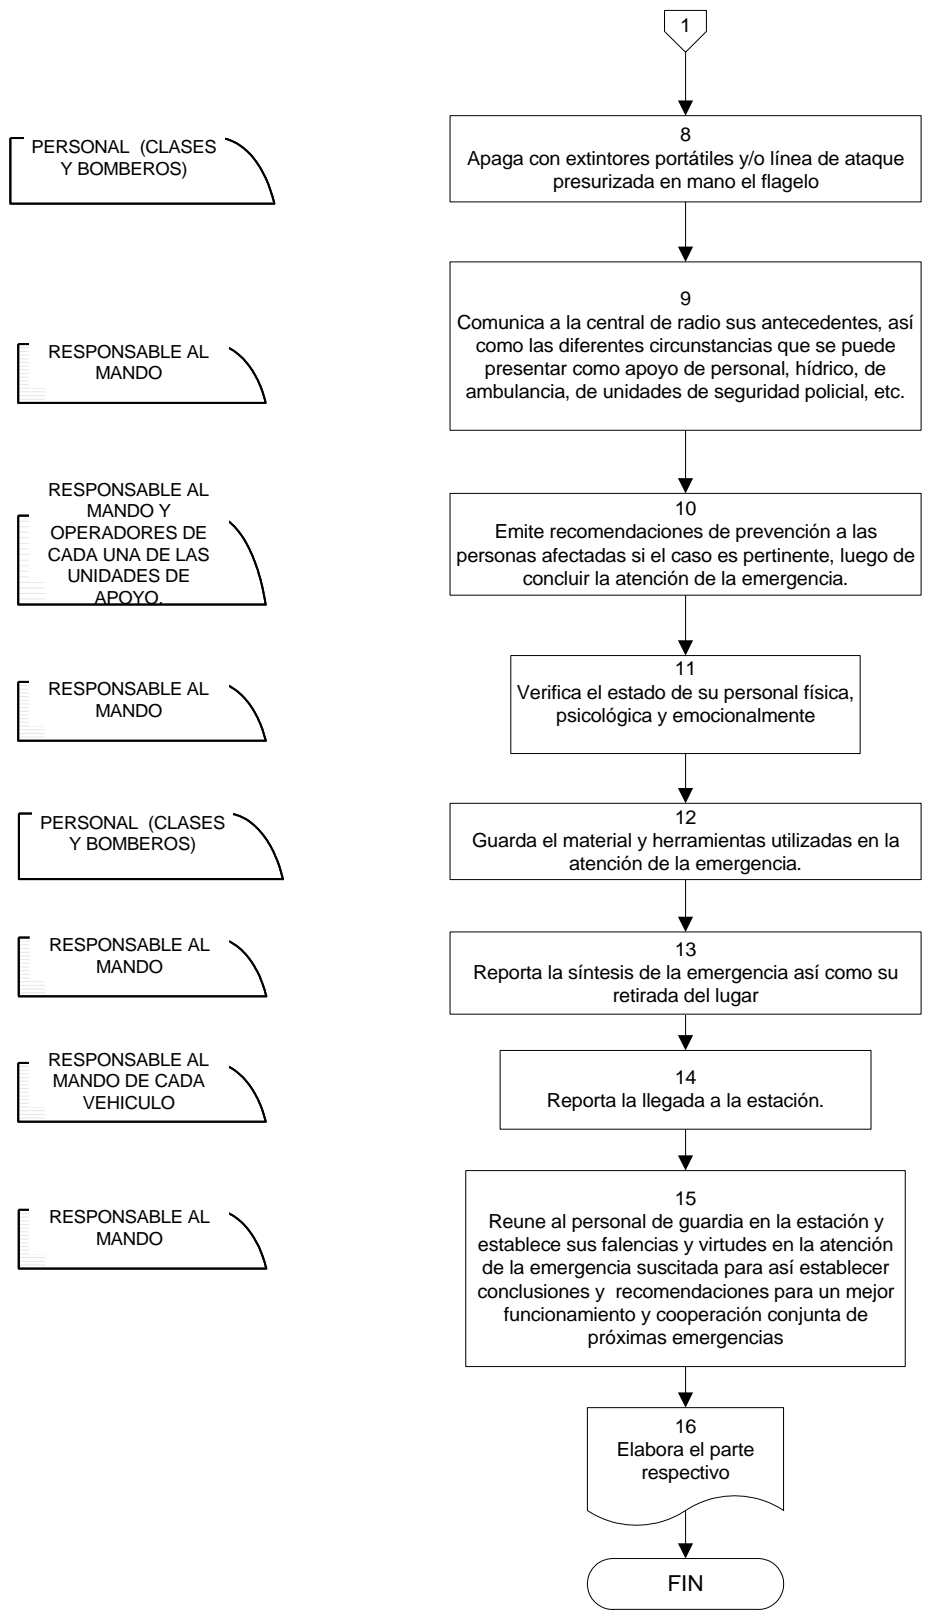 1
PERSONAL (CLASES
Y BOMBEROS)
8
Apaga con extintores portátiles y/o línea de ataque
presurizada en mano el flagelo
RESPONSABLE AL
MANDO
9
Comunica a la central de radio sus antecedentes, así
como las diferentes circunstancias que se puede
presentar como apoyo de personal, hídrico, de
ambulancia, de unidades de seguridad policial, etc.
RESPONSABLE AL
MANDO Y
OPERADORES DE
CADA UNA DE LAS
UNIDADES DE
APOYO.
10
Emite recomendaciones de prevención a las
personas afectadas si el caso es pertinente, luego de
concluir la atención de la emergencia.
RESPONSABLE AL
MANDO
11
Verifica el estado de su personal física,
psicológica y emocionalmente
PERSONAL (CLASES
Y BOMBEROS)
12
Guarda el material y herramientas utilizadas en la
atención de la emergencia.
RESPONSABLE AL
MANDO
13
Reporta la síntesis de la emergencia así como su
retirada del lugar
RESPONSABLE AL
MANDO DE CADA
VEHICULO
14
Reporta la llegada a la estación.
RESPONSABLE AL
MANDO
15
Reune al personal de guardia en la estación y
establece sus falencias y virtudes en la atención
de la emergencia suscitada para así establecer
conclusiones y recomendaciones para un mejor
funcionamiento y cooperación conjunta de
próximas emergencias
16
Elabora el parte
respectivo
FIN